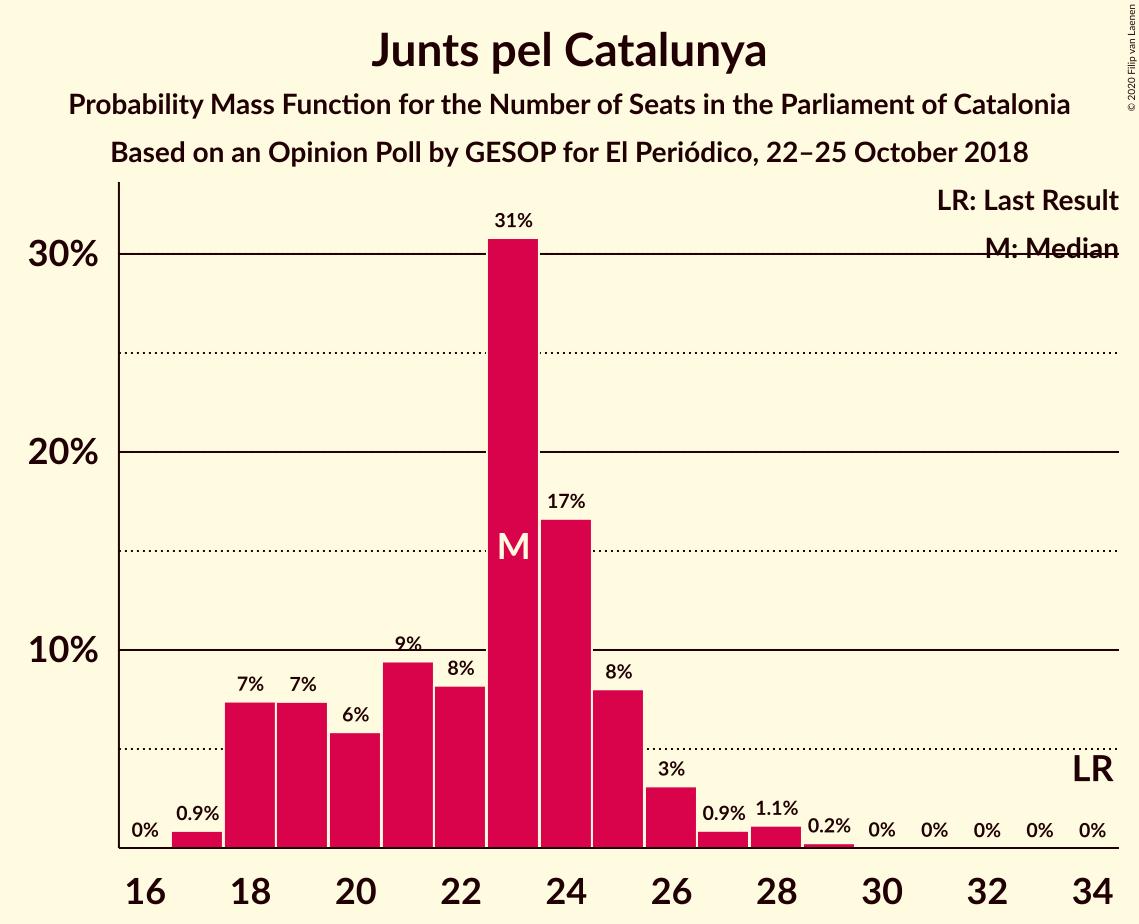 Junts pel Catalunya
Probability Mass Function for the Number of Seats in the Parliament of Catalonia
Based on an Opinion Poll by GESOP for El Periódico, 22–25 October 2018
© 2020 Filip van Laenen
LR: Last Result
M: Median
30%
20%
10%
0%
0.9%
7%
7%
6%
9%
8%
31%
M
17%
8%
3%
0.9%
1.1%
0.2%
0%
0%
0%
0%
0%
LR
16 18 20 22 24 26 28 30 32 34